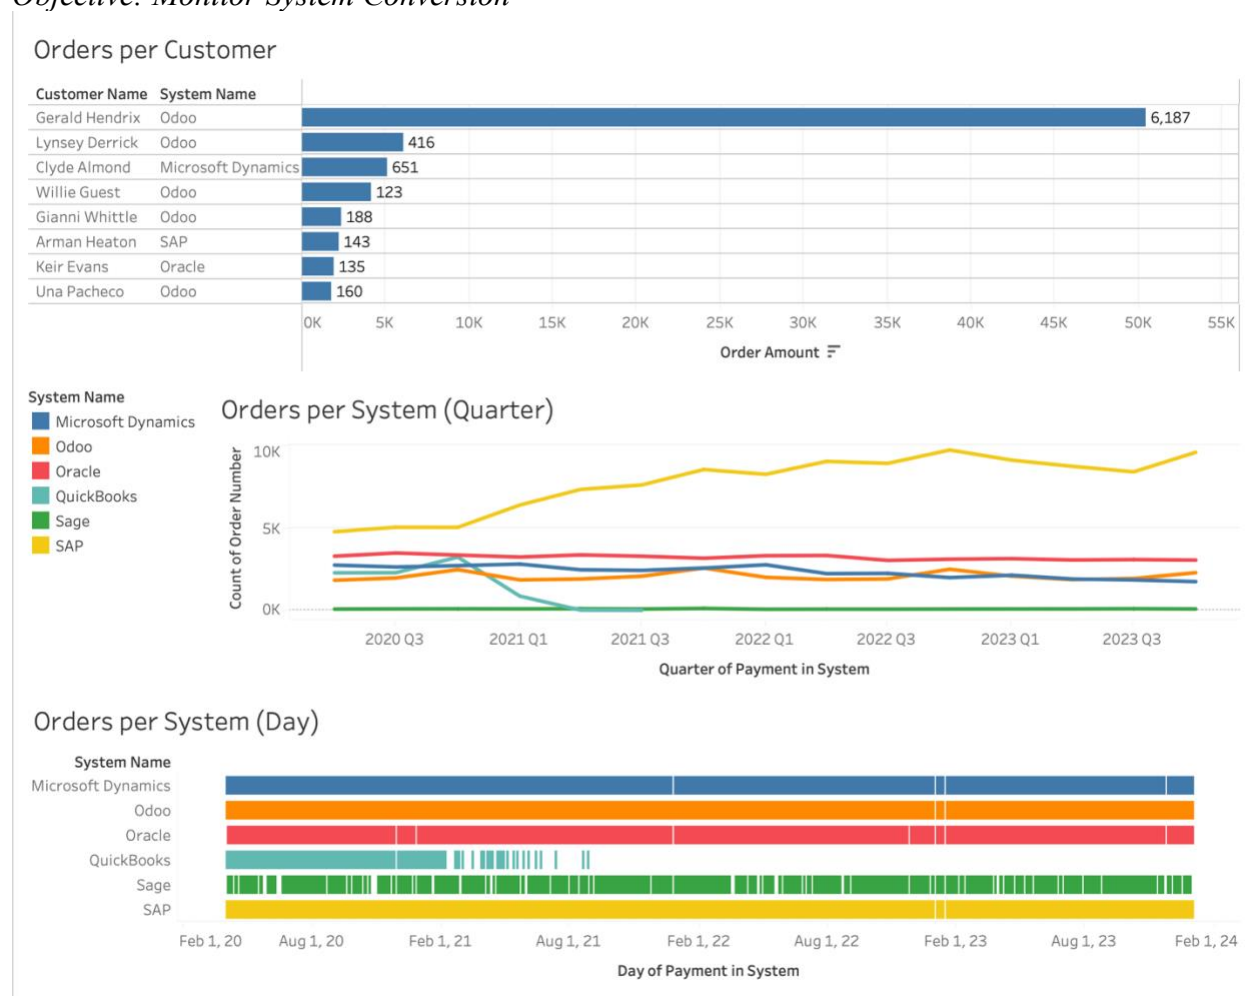 Objective: Monitor System Conversion
Orders per Customer
Customer Name System Name
Gerald Hendrix Odoo 6,187
Lynsey Derrick Odoo 416
Clyde Almond Microsoft Dynamics 651
Willie Guest Odoo 123
Gianni Whittle Odoo 188
Arman Heaton SAP 143
Keir Evans Oracle 135
Una Pacheco Odoo 160
0K 5K 10K 15K 20K 25K 30K 35K 40K 45K 50K 55K
Order Amount
System Name
Microsoft Dynamics
Odoo
Oracle
QuickBooks
Sage
SAP
Orders per System (Quarter)
Count of Order Number
10K
5K
0K
2020 Q3 2021 Q1 2021 Q3 2022 Q1 2022 Q3 2023 Q1 2023 Q3
Quarter of Payment in System
Orders per System (Day)
System Name
Microsoft Dynamics
Odoo
Oracle
QuickBooks
Sage
SAP
Feb 1, 20 Aug 1, 20 Feb 1, 21 Aug 1, 21 Feb 1, 22 Aug 1, 22 Feb 1, 23 Aug 1, 23 Feb 1, 24
Day of Payment in System